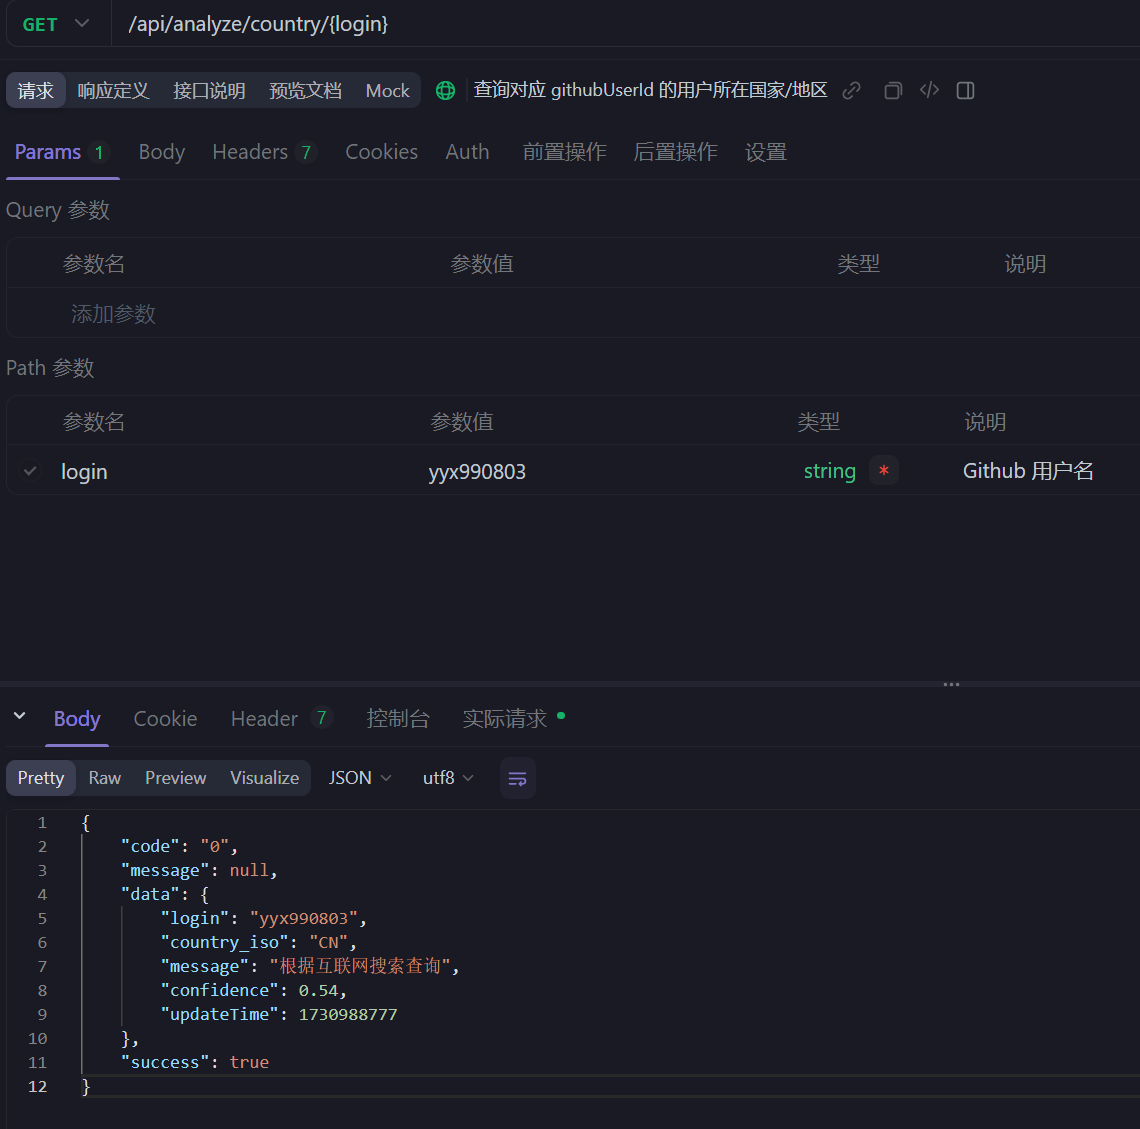 GET /api/analyze/country/{login}
请求 响应定义 接口说明 预览文档 Mock 查询对应 githubUserId 的用户所在国家/地区
Params 1 Body Headers 7 Cookies Auth 前置操作 后置操作 设置
Query 参数
参数名 参数值 类型 说明
添加参数
Path 参数
参数名 参数值 类型 说明
login yyx990803 string * Github 用户名
Body Cookie Header 7 控制台 实际请求
Pretty Raw Preview Visualize JSON utf8
1 {
2 "code": "0",
3 "message": null,
4 "data": {
5 "login": "yyx990803",
6 "country_iso": "CN",
7 "message": "根据互联网搜索查询",
8 "confidence": 0.54,
9 "updateTime": 1730988777
10 },
11 "success": true
12 }